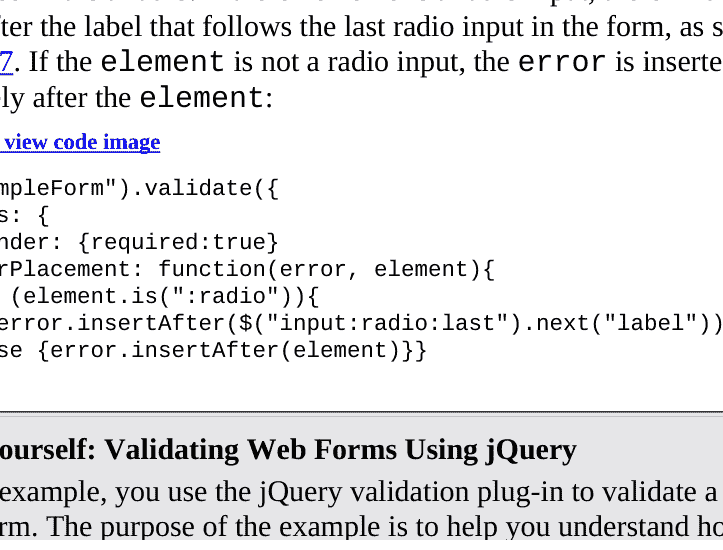 fter the label that follows the last radio input in the form, as s
7. If the element is not a radio input, the error is inserte
ly after the element:
view code image
mpleForm").validate({
s: {
nder: {required:true}
rPlacement: function(error, element){
(element.is(":radio")){
error.insertAfter($("input:radio:last").next("label"))
se {error.insertAfter(element)}}
ourself: Validating Web Forms Using jQuery
example, you use the jQuery validation plug-in to validate a
rm. The purpose of the example is to help you understand ho